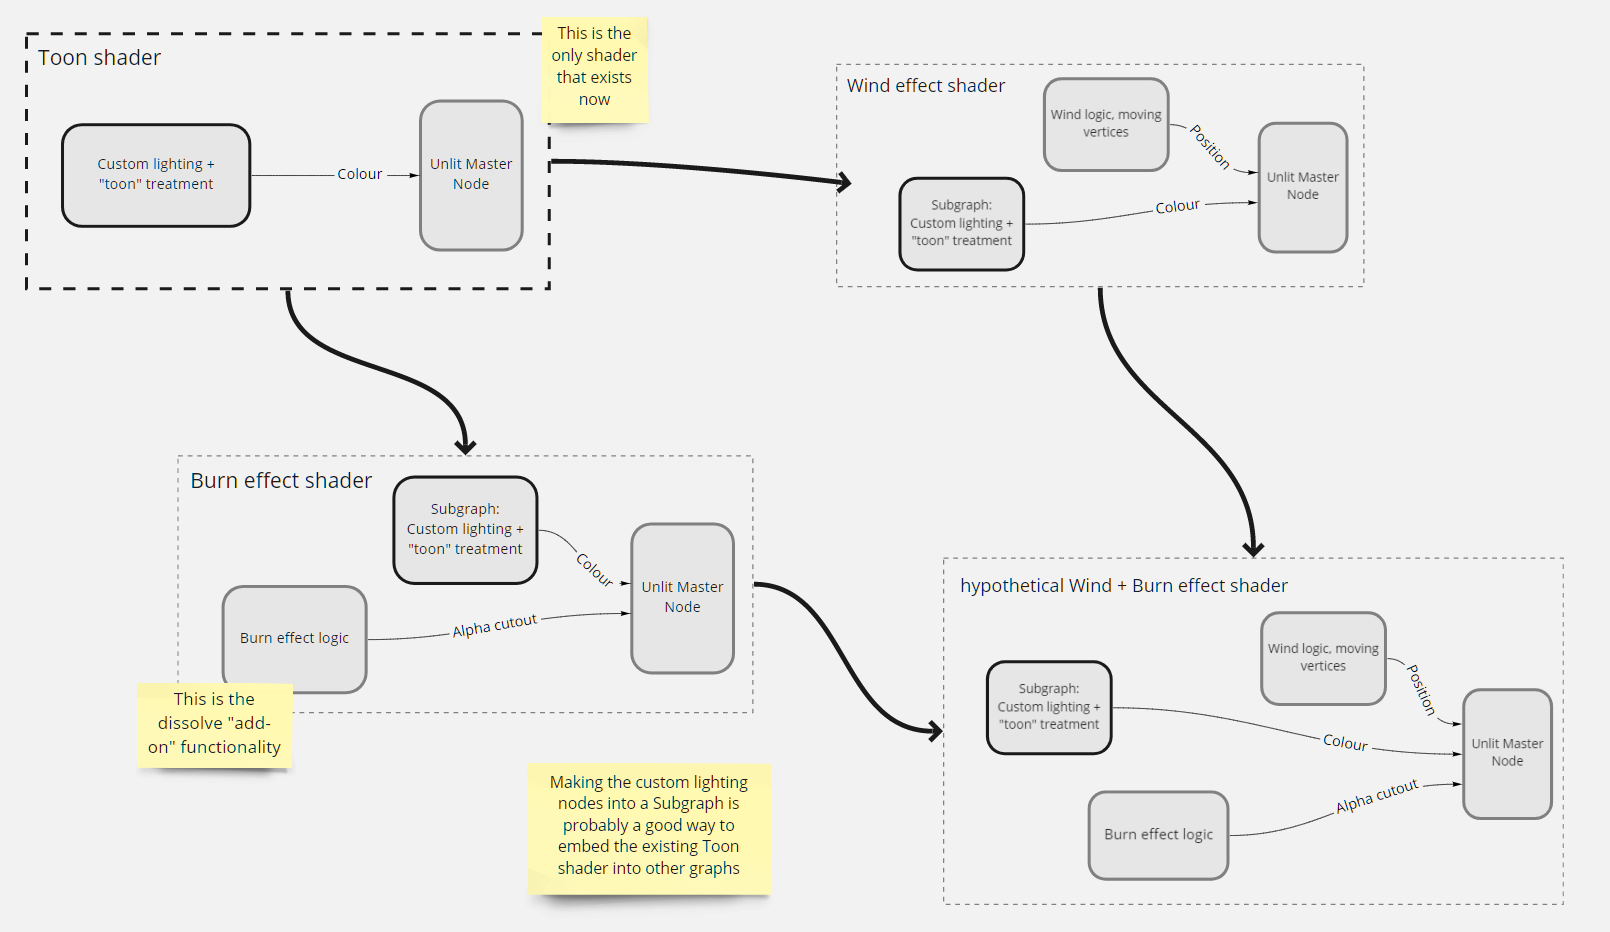 Toon shader
Custom lighting +
"toon" treatment
Colour
Unlit Master
Node
This is the
only shader
that exists
now
Wind effect shader
Wind logic, moving
vertices
Position
Subgraph:
Custom lighting +
"toon" treatment
Colour
Unlit Master
Node
Burn effect shader
Subgraph:
Custom lighting +
"toon" treatment
Colour
Burn effect logic
Alpha cutout
Unlit Master
Node
This is the
dissolve "add-
on" functionality
Making the custom lighting
nodes into a Subgraph is
probably a good way to
embed the existing Toon
shader into other graphs
hypothetical Wind + Burn effect shader
Wind logic, moving
vertices
Position
Subgraph:
Custom lighting +
"toon" treatment
Colour
Unlit Master
Node
Burn effect logic
Alpha cutout